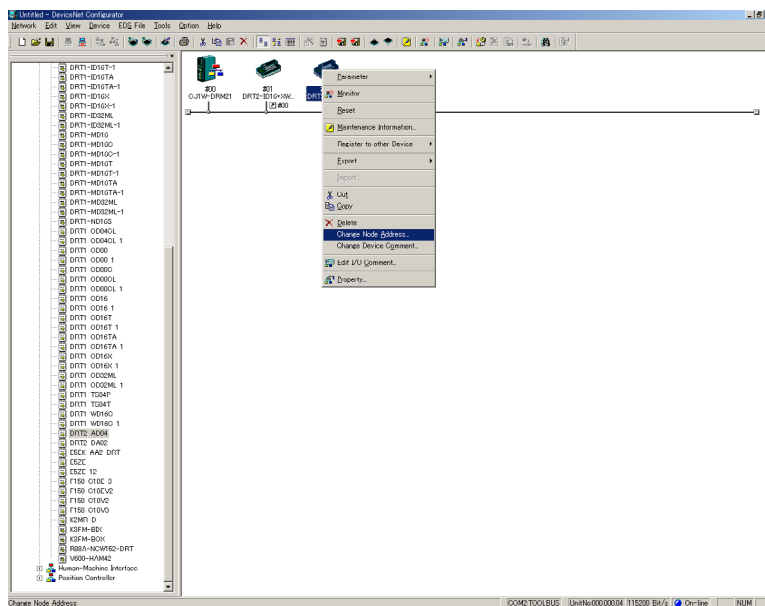 Untitled - DeviceNet Configurator
Network Edit View Device EDS File Tools Option Help
DRT1-ID16T-1
DRT1-ID16TA
DRT1-ID16TA-1
DRT1-ID16X
DRT1-ID16X-1
DRT1-ID32ML
DRT1-ID32ML-1
DRT1-MD16
DRT1-MD16C
DRT1-MD16C-1
DRT1-MD16T
DRT1-MD16T-1
DRT1-MD16TA
DRT1-MD16TA-1
DRT1-MD32ML
DRT1-MD32ML-1
DRT1-ND16S
DRT1 OD04CL
DRT1 OD04CL 1
DRT1 OD08
DRT1 OD08 1
DRT1 OD08C
DRT1 OD08CL
DRT1 OD08CL 1
DRT1 OD16
DRT1 OD16 1
DRT1 OD16T
DRT1 OD16T 1
DRT1 OD16TA
DRT1 OD16TA 1
DRT1 OD16X
DRT1 OD16X 1
DRT1 OD32ML
DRT1 OD32ML 1
DRT1 TS04P
DRT1 TS04T
DRT1 WD16C
DRT1 WD16C 1
DRT2 AD04
DRT2 DA02
E5EK AA2 DRT
E5ZE
E5ZE 12
F150 C10E 3
F150 C10EV2
F150 C10V2
F150 C10V3
K2MR D
K3FM-BDX
K3FM-BOX
R88A-NCW152-DRT
V600-HAM42
Human-Machine Interface
Position Controller
#00
CJ1W-DRM21
#01
DRT2-ID16+XW...
#00
DRT
Parameter
Monitor
Reset
Maintenance Information...
Register to other Device
Export
Import...
Cut
Copy
Delete
Change Node Address...
Change Device Comment...
Edit I/O Comment...
Property...
Change Node Address
COM2:TOOLBUS
UnitNo:000,000,04
115200 Bit/s
On-line
NUM